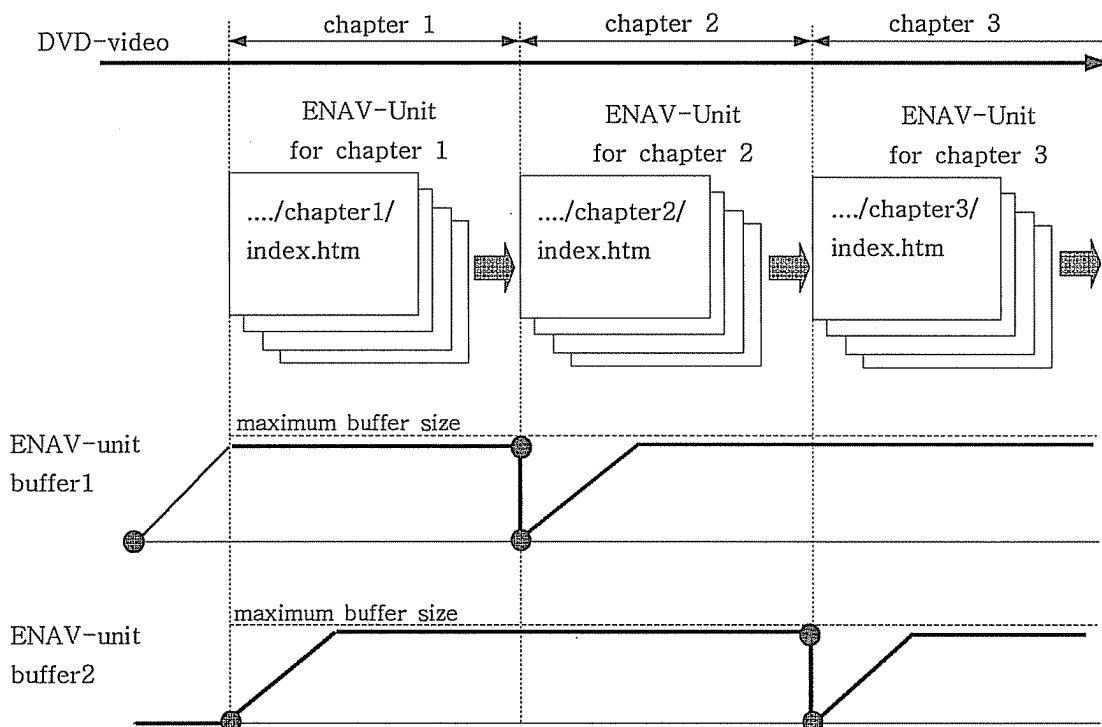 chapter 1
chapter 2
chapter 3
DVD-video
ENAV-Unit
for chapter 1
ENAV-Unit
for chapter 2
ENAV-Unit
for chapter 3
..../chapter1/
index.htm
..../chapter2/
index.htm
..../chapter3/
index.htm
maximum buffer size
ENAV-unit
buffer1
maximum buffer size
ENAV-unit
buffer2